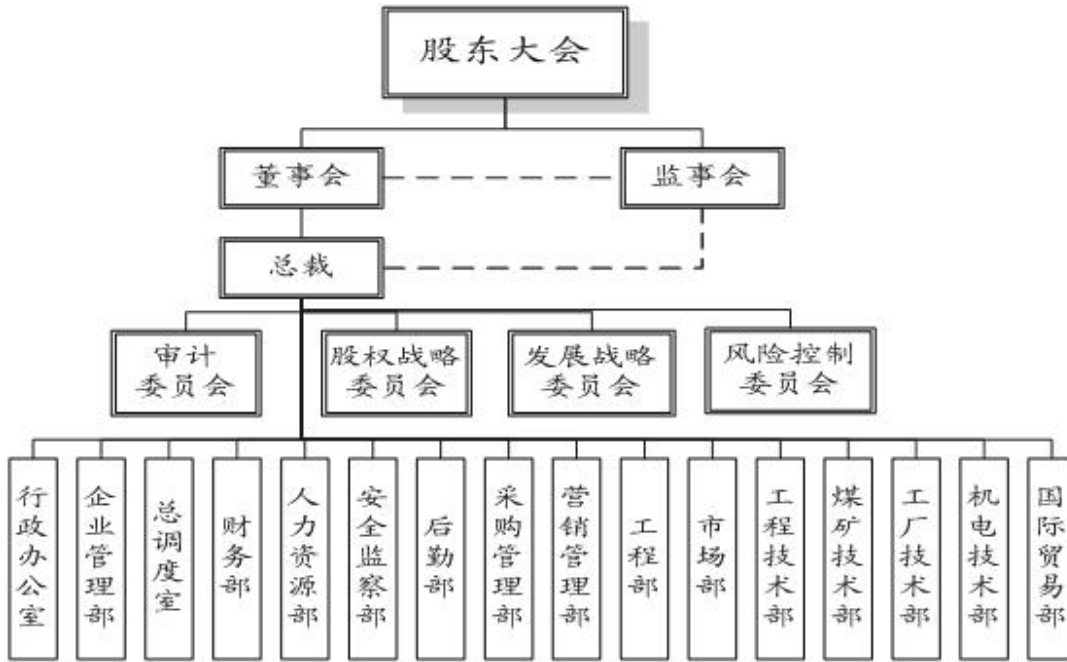 股东大会
董事会
监事会
总裁
审计
委员会
股权战略
委员会
发展战略
委员会
风险控制
委员会
行政办公室
企业管理部
总调度室
财务部
人力资源部
安全监察部
后勤部
采购管理部
营销管理部
工程部
市场部
工程技术部
煤矿技术部
工厂技术部
机电技术部
国际贸易部